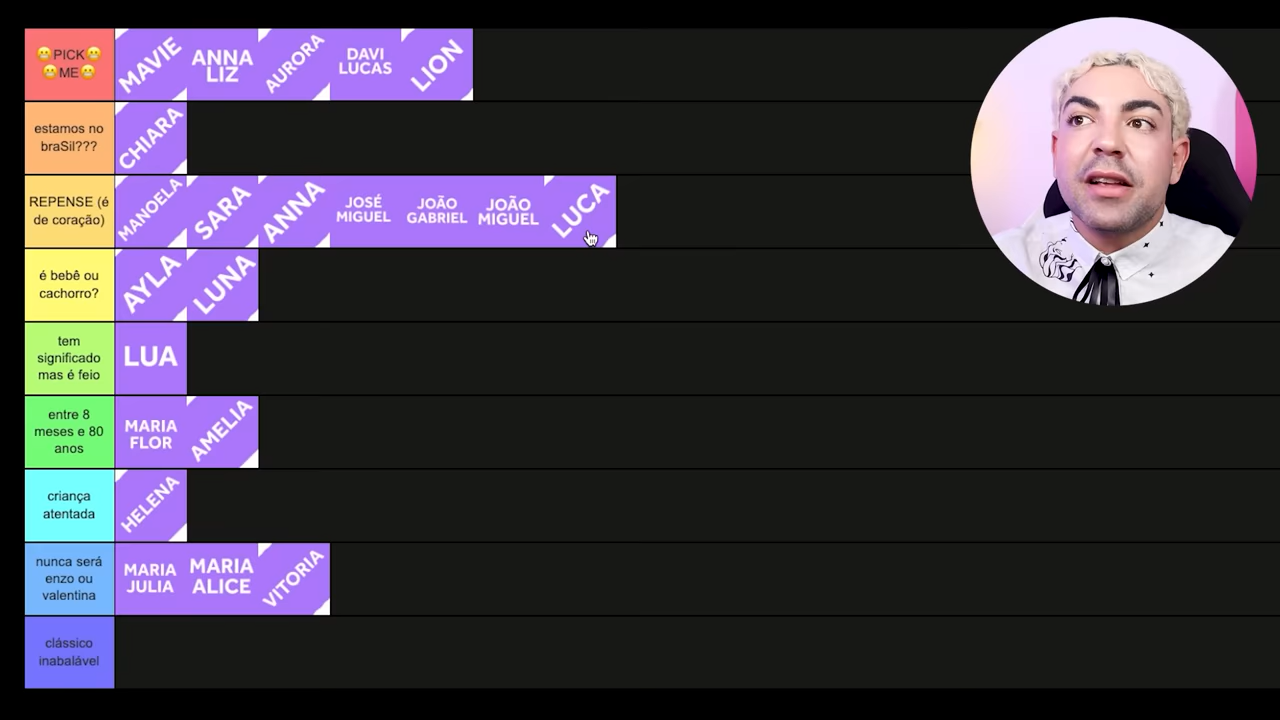 😬PICK😬
😬ME😬
MAVIE
ANNA
LIZ
AURORA
DAVI
LUCAS
LION
estamos no
braSil???
CHIARA
REPENSE (é
de coração)
MANOELA
SARA
ANNA
JOSÉ
MIGUEL
JOÃO
GABRIEL
JOÃO
MIGUEL
LUCA
é bebê ou
cachorro?
AYLA
LUNA
tem
significado
mas é feio
LUA
entre 8
meses e 80
anos
MARIA
FLOR
AMELIA
criança
atentada
HELENA
nunca será
enzo ou
valentina
MARIA
JULIA
MARIA
ALICE
VITORIA
clássico
inabalável